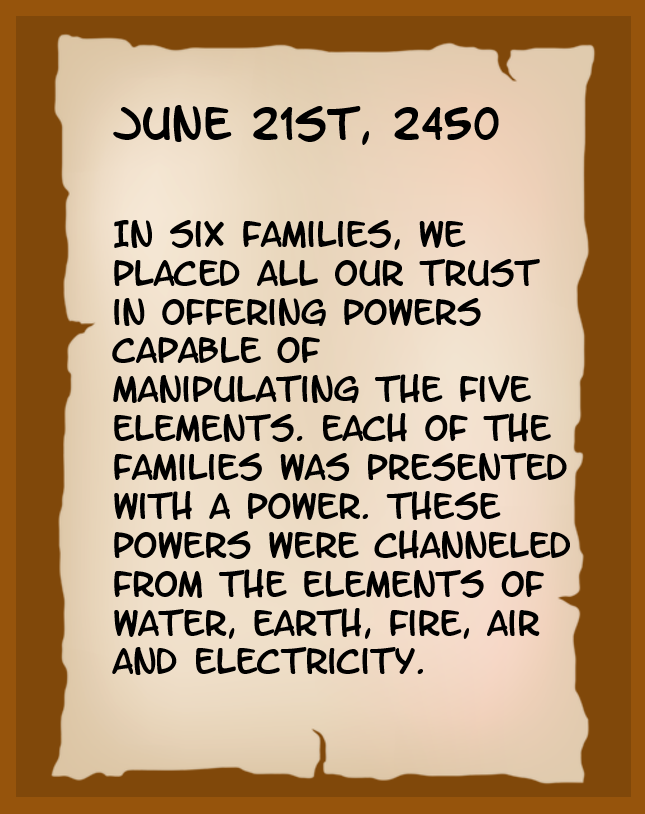 JUNE 21ST, 2450
IN SIX FAMILIES, WE
PLACED ALL OUR TRUST
IN OFFERING POWERS
CAPABLE OF
MANIPULATING THE FIVE
ELEMENTS. EACH OF THE
FAMILIES WAS PRESENTED
WITH A POWER. THESE
POWERS WERE CHANNELED
FROM THE ELEMENTS OF
WATER, EARTH, FIRE, AIR
AND ELECTRICITY.